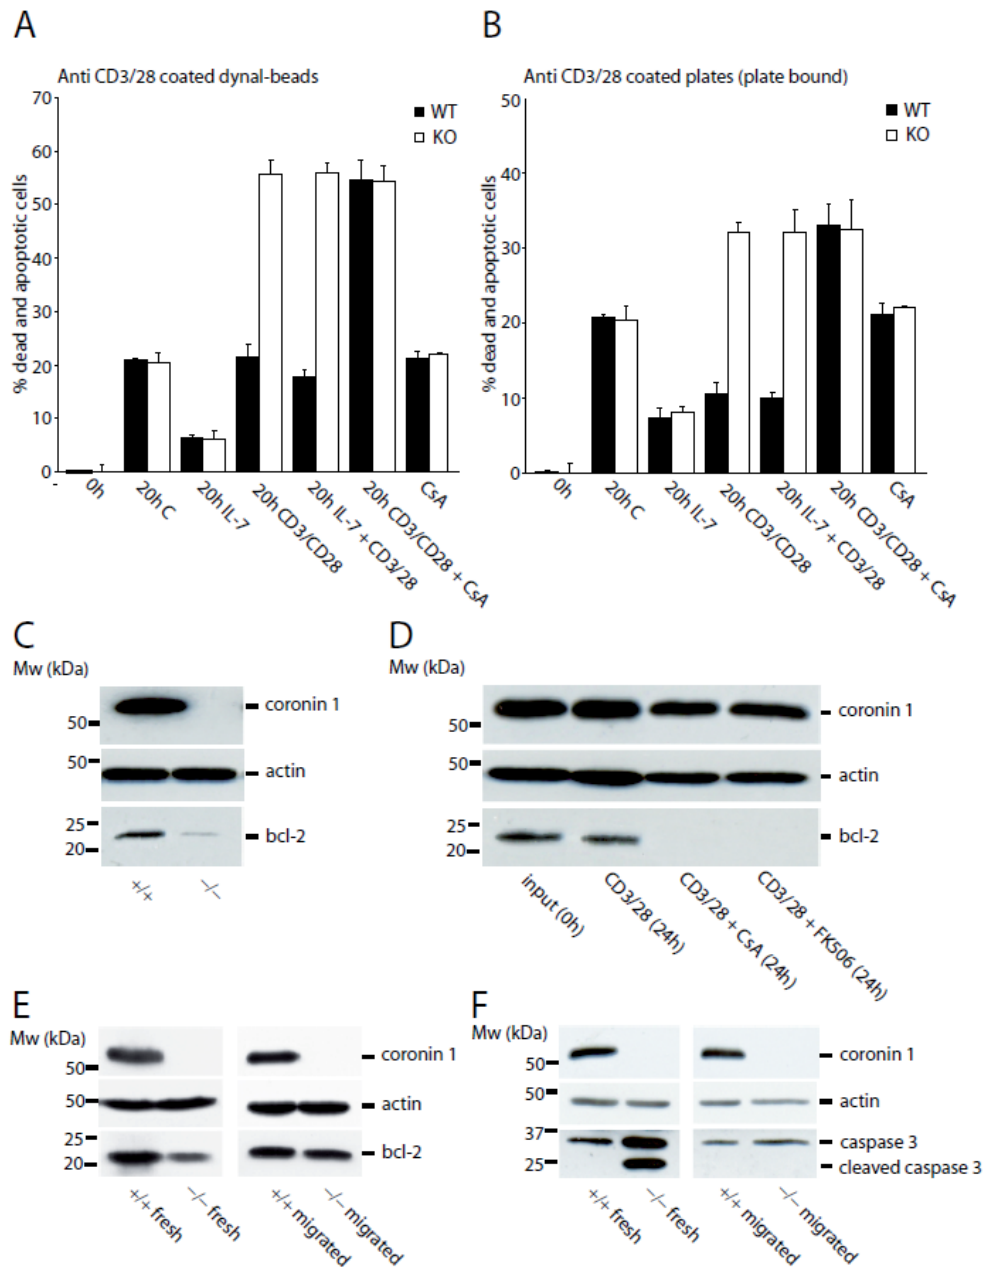 A
B
Anti CD3/28 coated dynal-beads
Anti CD3/28 coated plates (plate bound)
70
60
50
40
30
20
10
0
-
% dead and apoptotic cells
WT
KO
0h
20h C
20h IL-7
20h CD3/CD28
20h IL-7 + CD3/28
20h CD3/CD28 + CsA
CsA
50
40
30
20
10
0
% dead and apoptotic cells
WT
KO
0h
20h C
20h IL-7
20h CD3/CD28
20h IL-7 + CD3/28
20h CD3/CD28 + CsA
CsA
C
Mw (kDa)
50
coronin 1
50
actin
25
20
bcl-2
+/+
-/-
D
Mw (kDa)
50
coronin 1
50
actin
25
20
bcl-2
input (0h)
CD3/28 (24h)
CD3/28 + CsA (24h)
CD3/28 + FK506 (24h)
E
Mw (kDa)
50
coronin 1
50
actin
25
20
bcl-2
+/+ fresh
-/- fresh
+/+ migrated
-/- migrated
F
Mw (kDa)
50
coronin 1
50
actin
37
caspase 3
25
cleaved caspase 3
+/+ fresh
-/- fresh
+/+ migrated
-/- migrated